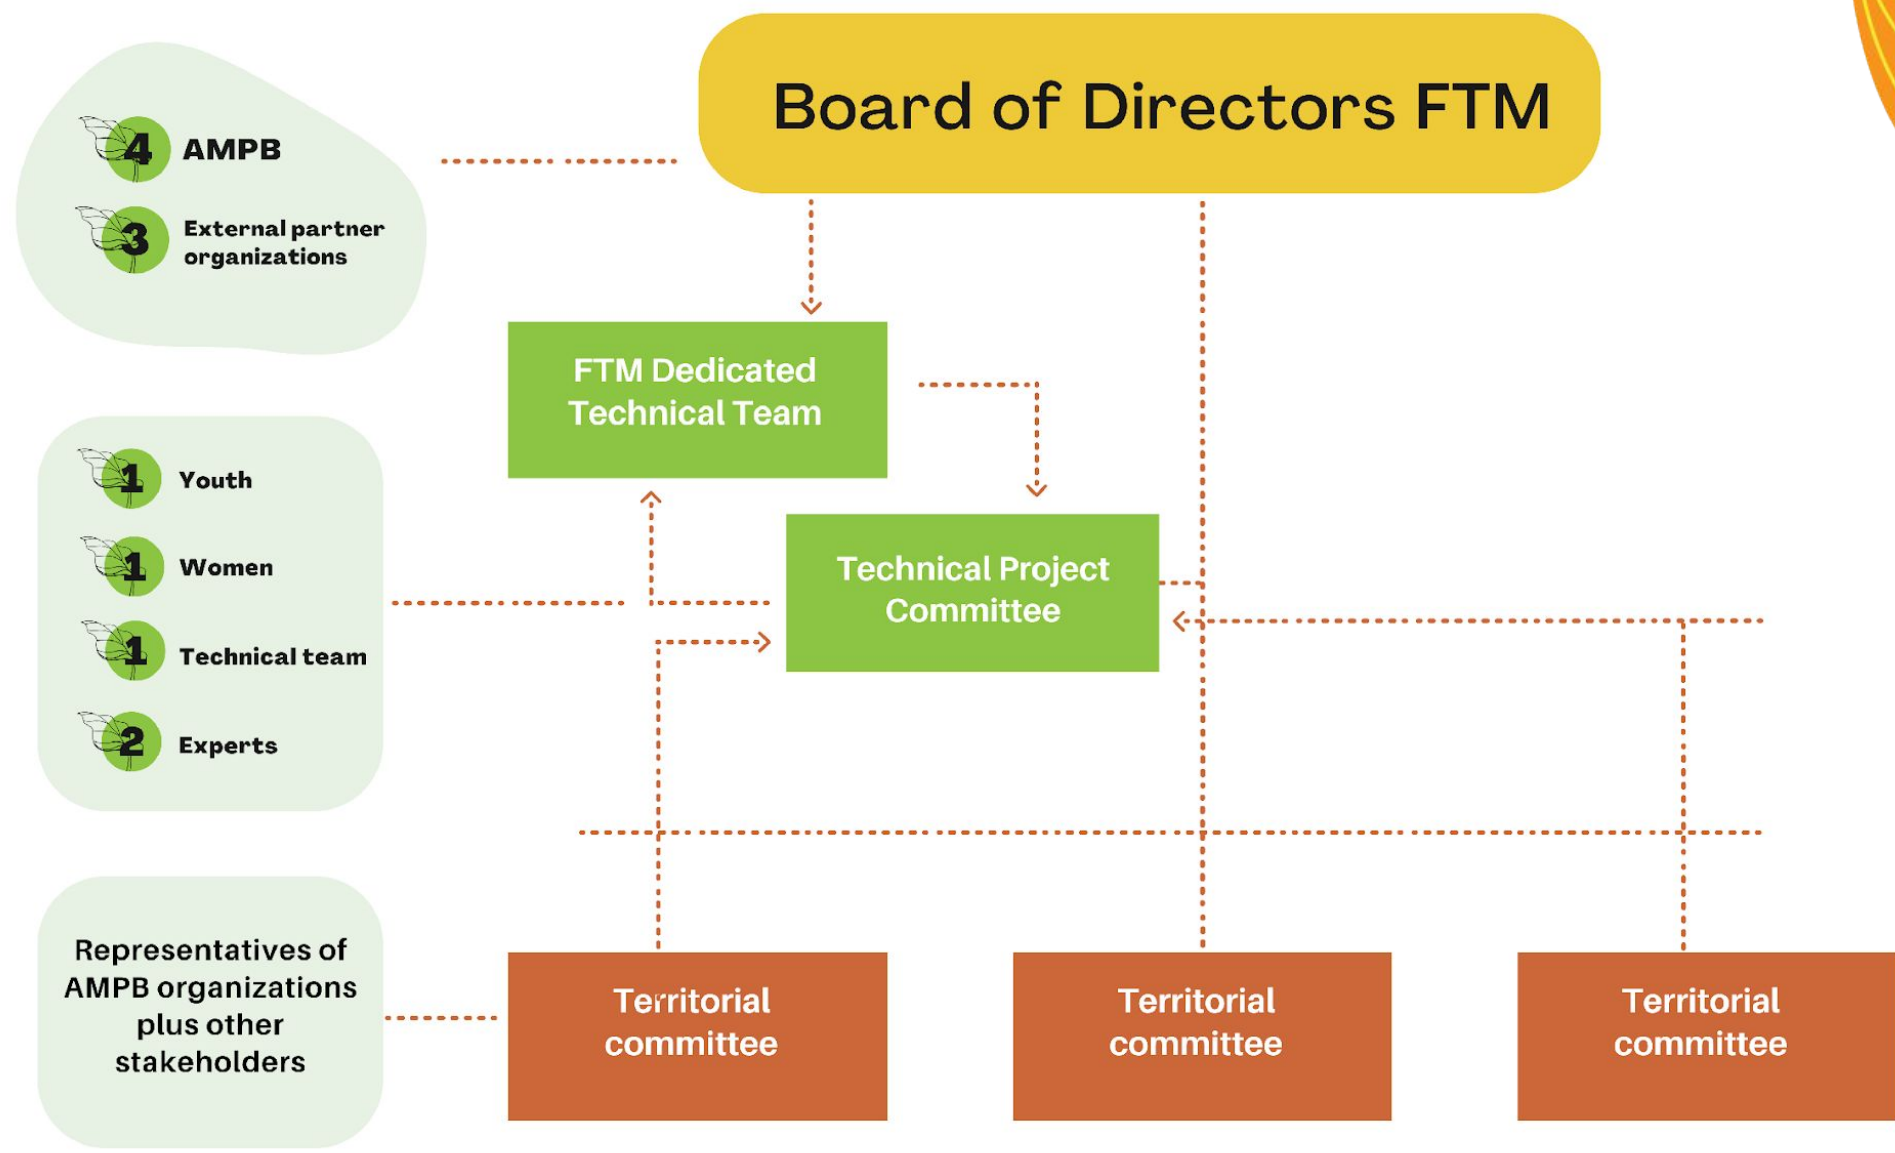 Board of Directors FTM
4 AMPB
3 External partner
organizations
FTM Dedicated
Technical Team
1 Youth
1 Women
1 Technical team
2 Experts
Technical Project
Committee
Representatives of
AMPB organizations
plus other
stakeholders
Territorial
committee
Territorial
committee
Territorial
committee